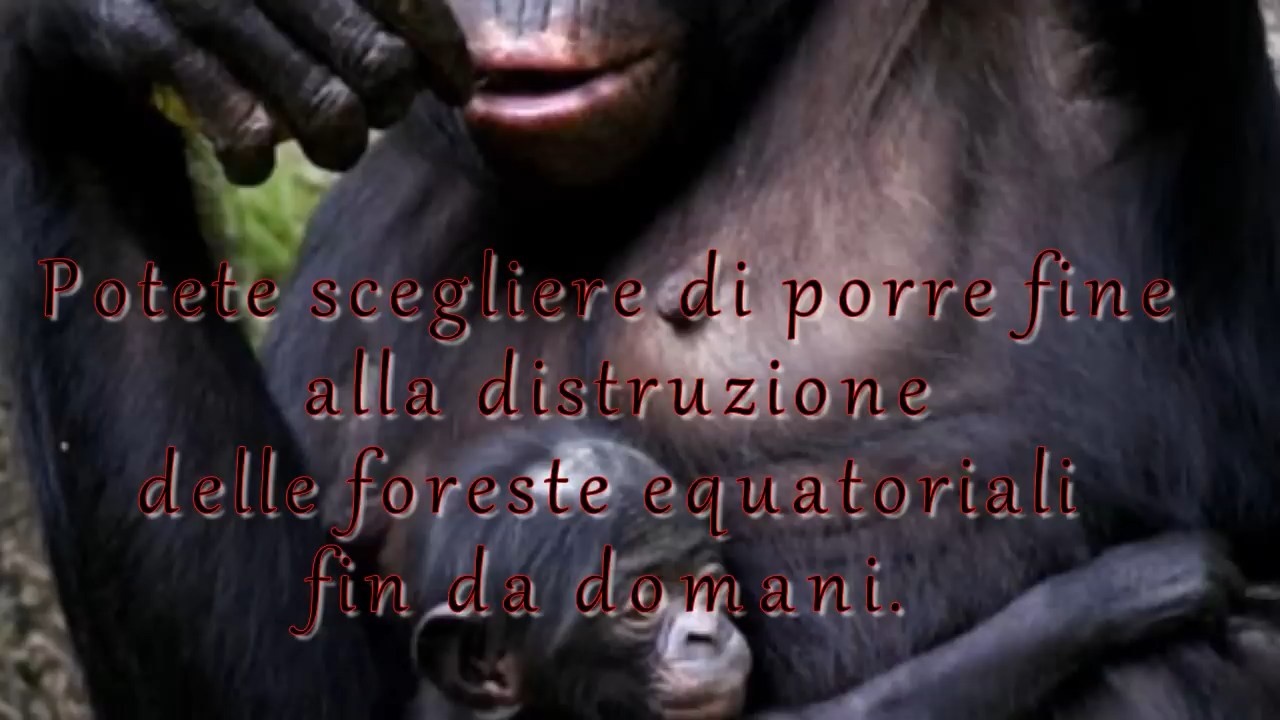 Potete scegliere di porre fine
alla distruzione
delle foreste equatoriali
fin da domani.